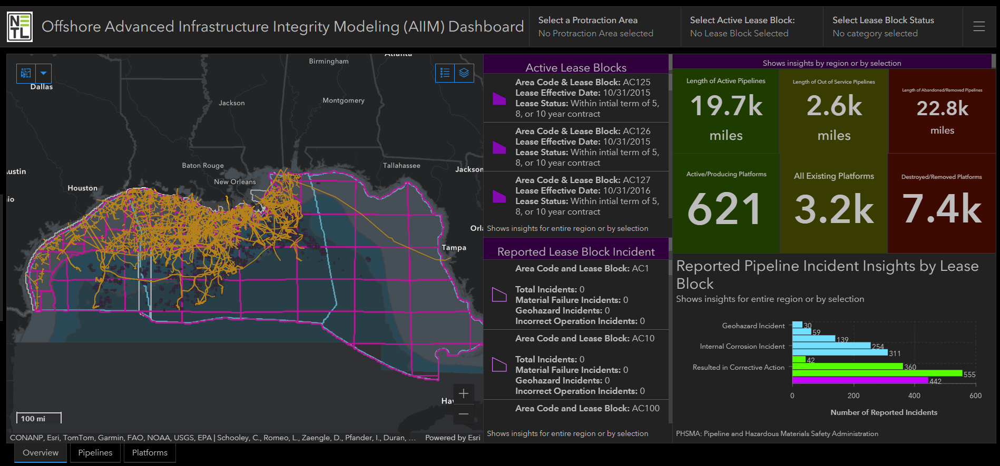 NETL
Offshore Advanced Infrastructure Integrity Modeling (AIIM) Dashboard
Select a Protraction Area
No Protraction Area selected
Select Active Lease Block:
No Lease Block Selected
Select Lease Block Status
No category selected
Atlanta
Birmingham
Dallas
Jackson
Montgomery
ustin
Baton Rouge
Tallahassee
Jackson
New Orleans
Houston
io
Orl
Tampa
Hav
100 mi
CONANP, Esri, TomTom, Garmin, FAO, NOAA, USGS, EPA | Schooley, C., Romeo, L., Zaengle, D., Pfander, I., Duran, ...
Powered by Esri
Active Lease Blocks
Area Code & Lease Block: AC125
Lease Effective Date: 10/31/2015
Lease Status: Within intial term of 5,
8, or 10 year contract
Area Code & Lease Block: AC126
Lease Effective Date: 10/31/2015
Lease Status: Within intial term of 5,
8, or 10 year contract
Area Code & Lease Block: AC127
Lease Effective Date: 10/31/2016
Lease Status: Within intial term of 5,
8, or 10 year contract
Shows insights for entire region or by selection
Reported Lease Block Incident
Area Code and Lease Block: AC1
Total Incidents: 0
Material Failure Incidents: 0
Geohazard Incidents: 0
Incorrect Operation Incidents: 0
Area Code and Lease Block: AC10
Total Incidents: 0
Material Failure Incidents: 0
Geohazard Incidents: 0
Incorrect Operation Incidents: 0
Area Code and Lease Block: AC100
Shows insights for entire region or by selection
Shows insights by region or by selection
Length of Active Pipelines
19.7k
miles
Length of Out of Service Pipelines
2.6k
miles
Length of Abandoned/Removed Pipelines
22.8k
miles
Active/Producing Platforms
621
All Existing Platforms
3.2k
Destroyed/Removed Platforms
7.4k
Reported Pipeline Incident Insights by Lease
Block
Shows insights for entire region or by selection
Geohazard Incident
Internal Corrosion Incident
Resulted in Corrective Action
30
59
139
254
311
42
360
555
442
0
200
400
600
Number of Reported Incidents
PHSMA: Pipeline and Hazardous Materials Safety Administration
Overview
Pipelines
Platforms